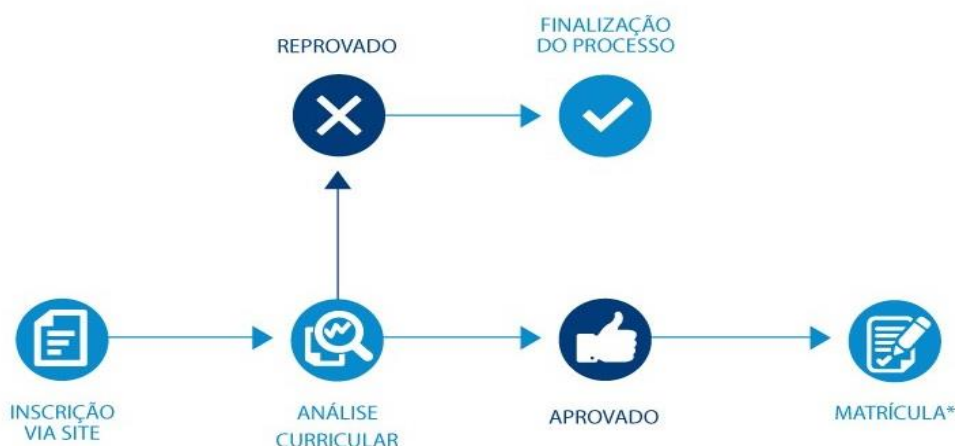 FINALIZAÇÃO
DO PROCESSO
REPROVADO
INSCRIÇÃO
VIA SITE
ANÁLISE
CURRICULAR
APROVADO
MATRÍCULA*